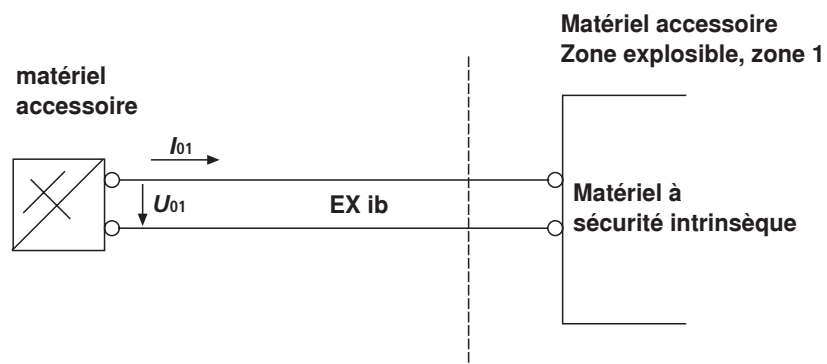 Matériel accessoire
Zone explosible, zone 1
matériel
accessoire
I01
U01
EX ib
Matériel à
sécurité intrinsèque